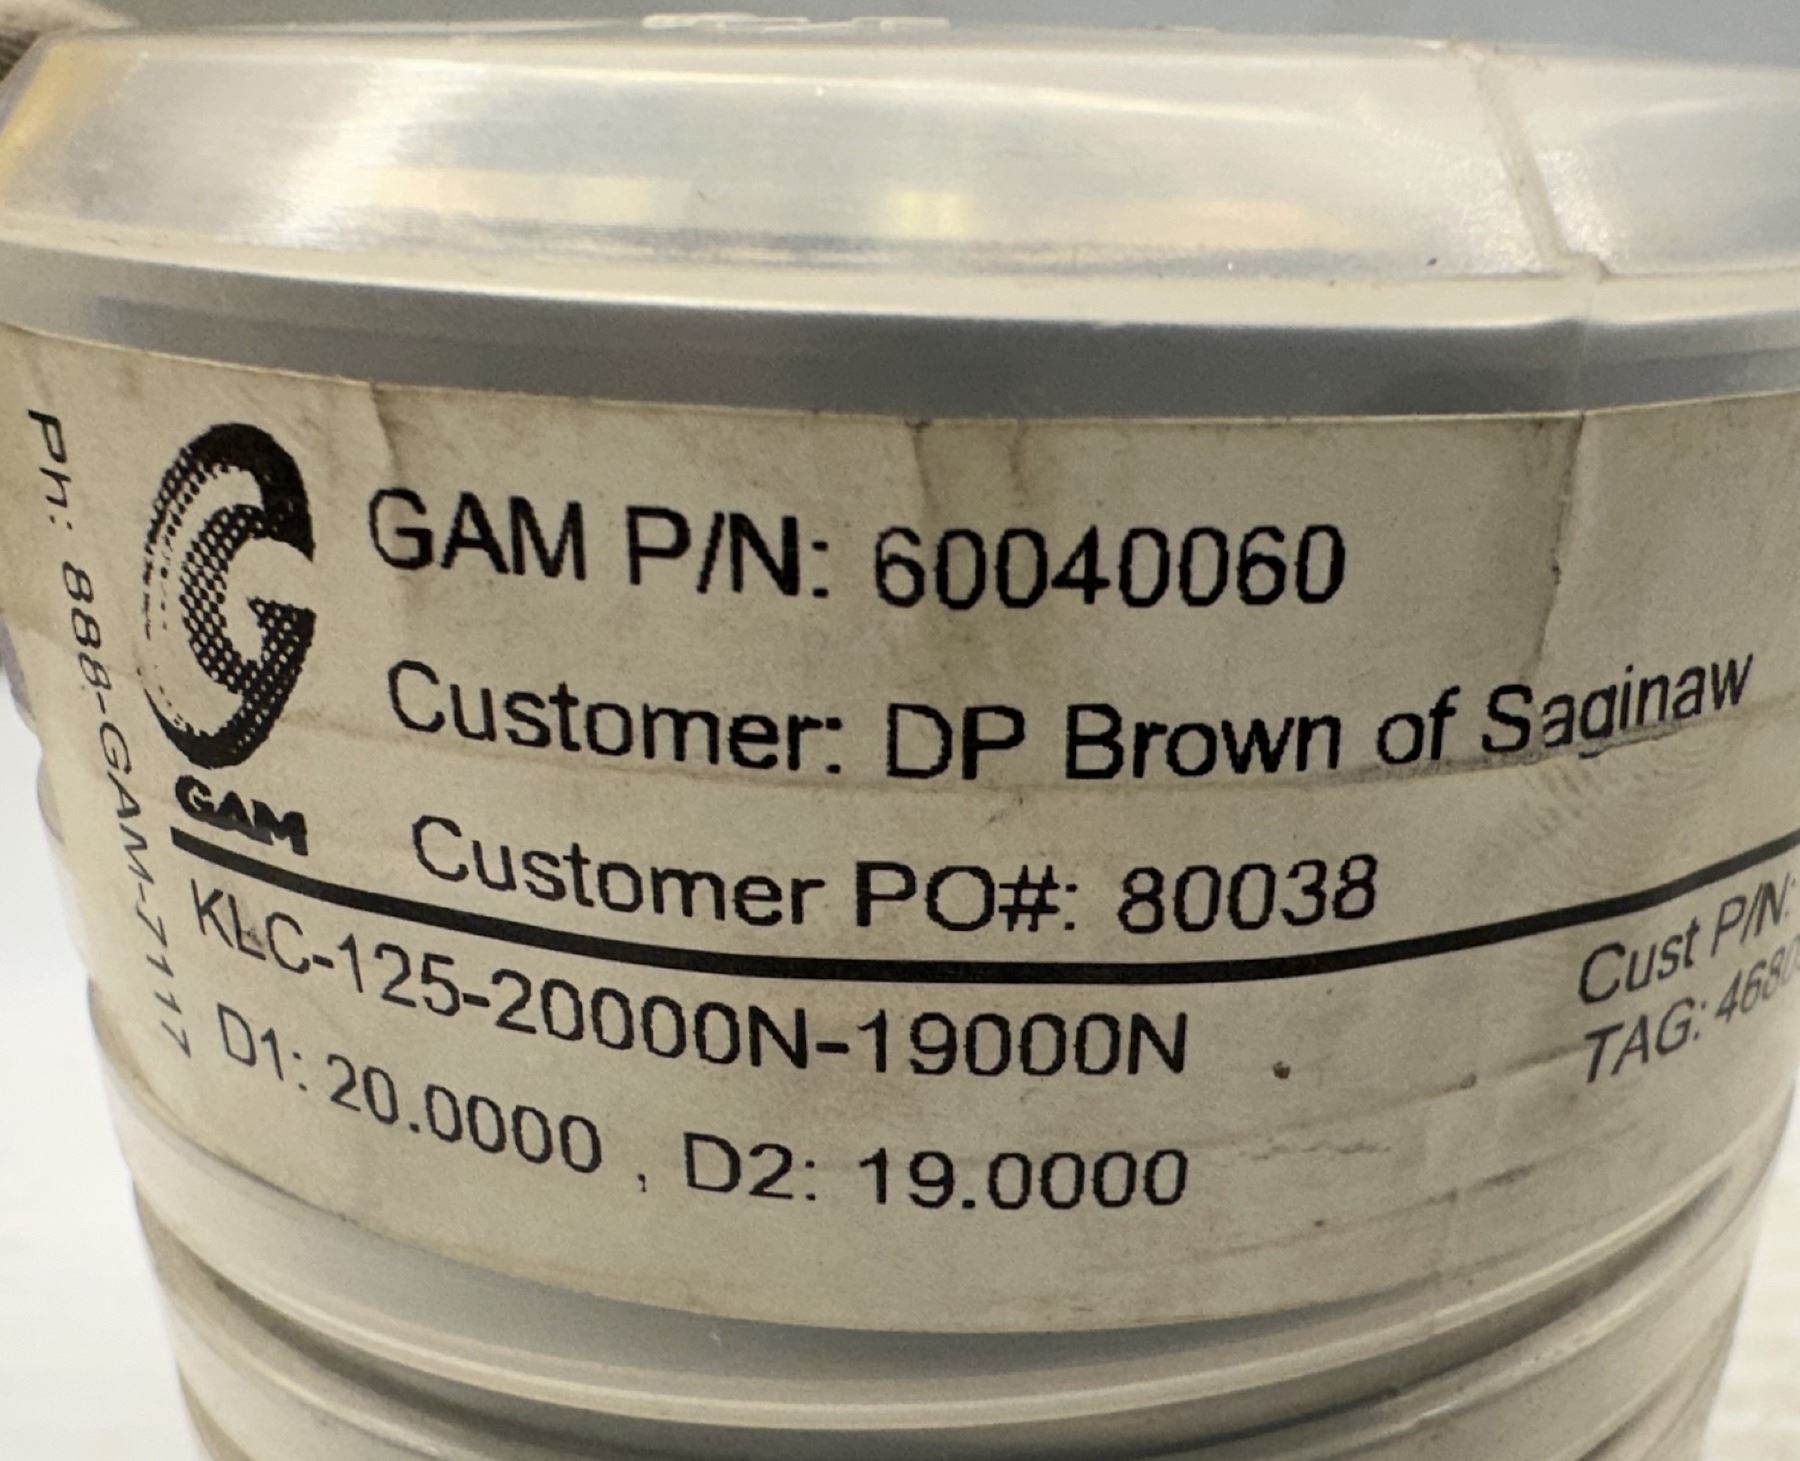 Ph: 888-GAM-7117
G
GAM
GAM P/N: 60040060
Customer: DP Brown of Saginaw
Customer PO#: 80038
KLC-125-20000N-19000N
D1: 20.0000 , D2: 19.0000
Cust P/N:
TAG: